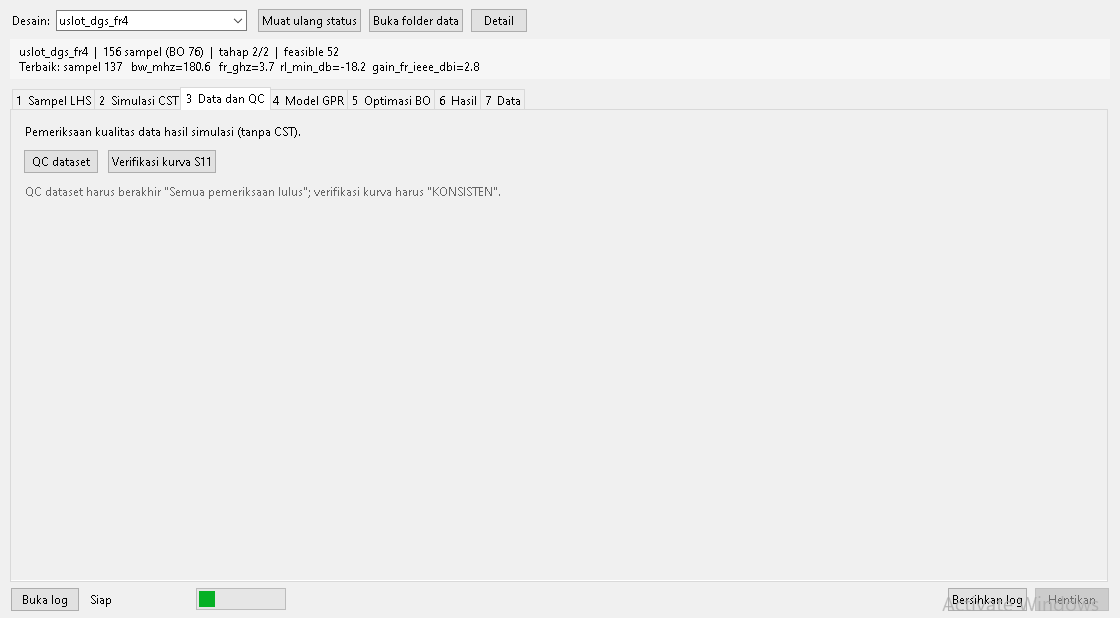 Desain: uslot_dgs_fr4 Muat ulang status Buka folder data Detail
uslot_dgs_fr4 | 156 sampel (BO 76) | tahap 2/2 | feasible 52
Terbaik: sampel 137 bw_mhz=180.6 fr_ghz=3.7 rl_min_db=-18.2 gain_fr_ieee_dbi=2.8
1 Sampel LHS 2 Simulasi CST 3 Data dan QC 4 Model GPR 5 Optimasi BO 6 Hasil 7 Data
Pemeriksaan kualitas data hasil simulasi (tanpa CST).
QC dataset Verifikasi kurva S11
QC dataset harus berakhir "Semua pemeriksaan lulus"; verifikasi kurva harus "KONSISTEN".
Buka log Siap Bersihkan log Hentikan
Activate Windows